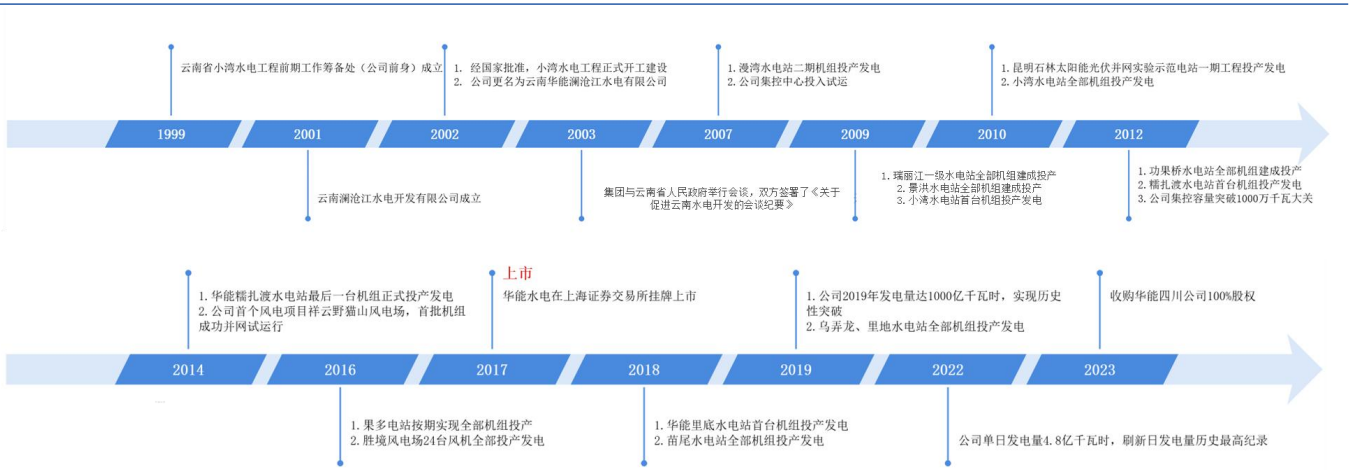 1999
云南省小湾水电工程前期工作筹备处（公司前身）成立
2001
云南澜沧江水电开发有限公司成立
2002
1. 经国家批准，小湾水电工程正式开工建设
2. 公司更名为云南华能澜沧江水电有限公司
2003
集团与云南省人民政府举行会谈，双方签署了《关于
促进云南水电开发的会谈纪要》
2007
1.漫湾水电站二期机组投产发电
2.公司集控中心投入试运
2009
1.瑞丽江一级水电站全部机组建成投产
2.景洪水电站全部机组建成投产
3.小湾水电站首台机组投产发电
2010
1.昆明石林太阳能光伏并网实验示范电站一期工程投产发电
2.小湾水电站全部机组投产发电
2012
1.功果桥水电站全部机组建成投产
2.糯扎渡水电站首台机组投产发电
3.公司集控容量突破1000万千瓦大关
2014
1.华能糯扎渡水电站最后一台机组正式投产发电
2.公司首个风电项目祥云野猫山风电场，首批机组
成功并网试运行
2016
1.果多电站按期实现全部机组投产
2.胜境风电场24台风机全部投产发电
2017
上市
华能水电在上海证券交易所挂牌上市
2018
1.华能里底水电站首台机组投产发电
2.苗尾水电站全部机组投产发电
2019
1.公司2019年发电量达1000亿千瓦时，实现历史
性突破
2.乌弄龙、里地水电站全部机组投产发电
2022
公司单日发电量4.8亿千瓦时，刷新日发电量历史最高纪录
2023
收购华能四川公司100%股权